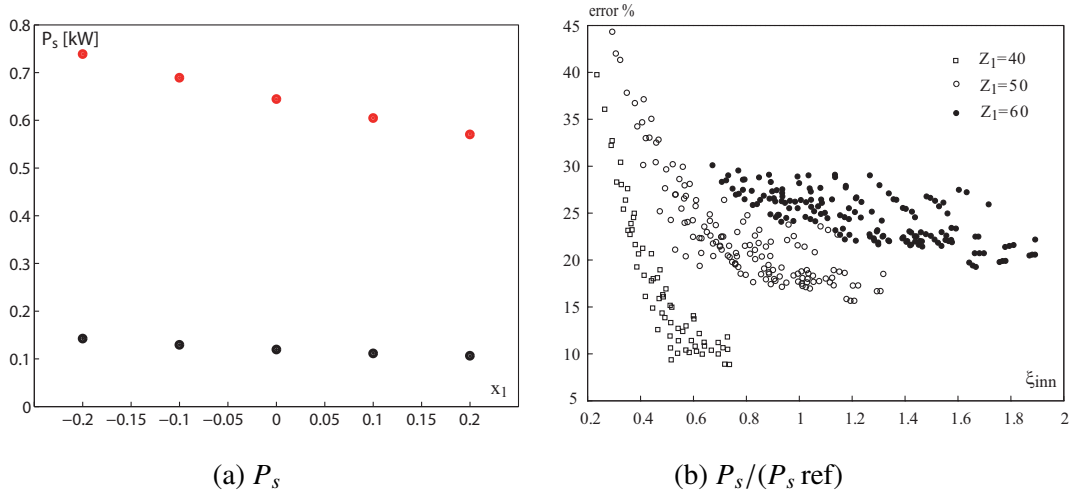 0.8
P_s [kW]
0.7
0.6
0.5
0.4
0.3
0.2
0.1
0
x_1
−0.2 −0.1 −0.05 0 0.05 0.1 0.15 0.2
(a) P_s
error %
45
40
35
30
25
20
15
10
5
Z_1=40
Z_1=50
Z_1=60
ξ_inn
0.2 0.4 0.6 0.8 1 1.2 1.4 1.6 1.8 2
(b) P_s/(P_s ref)